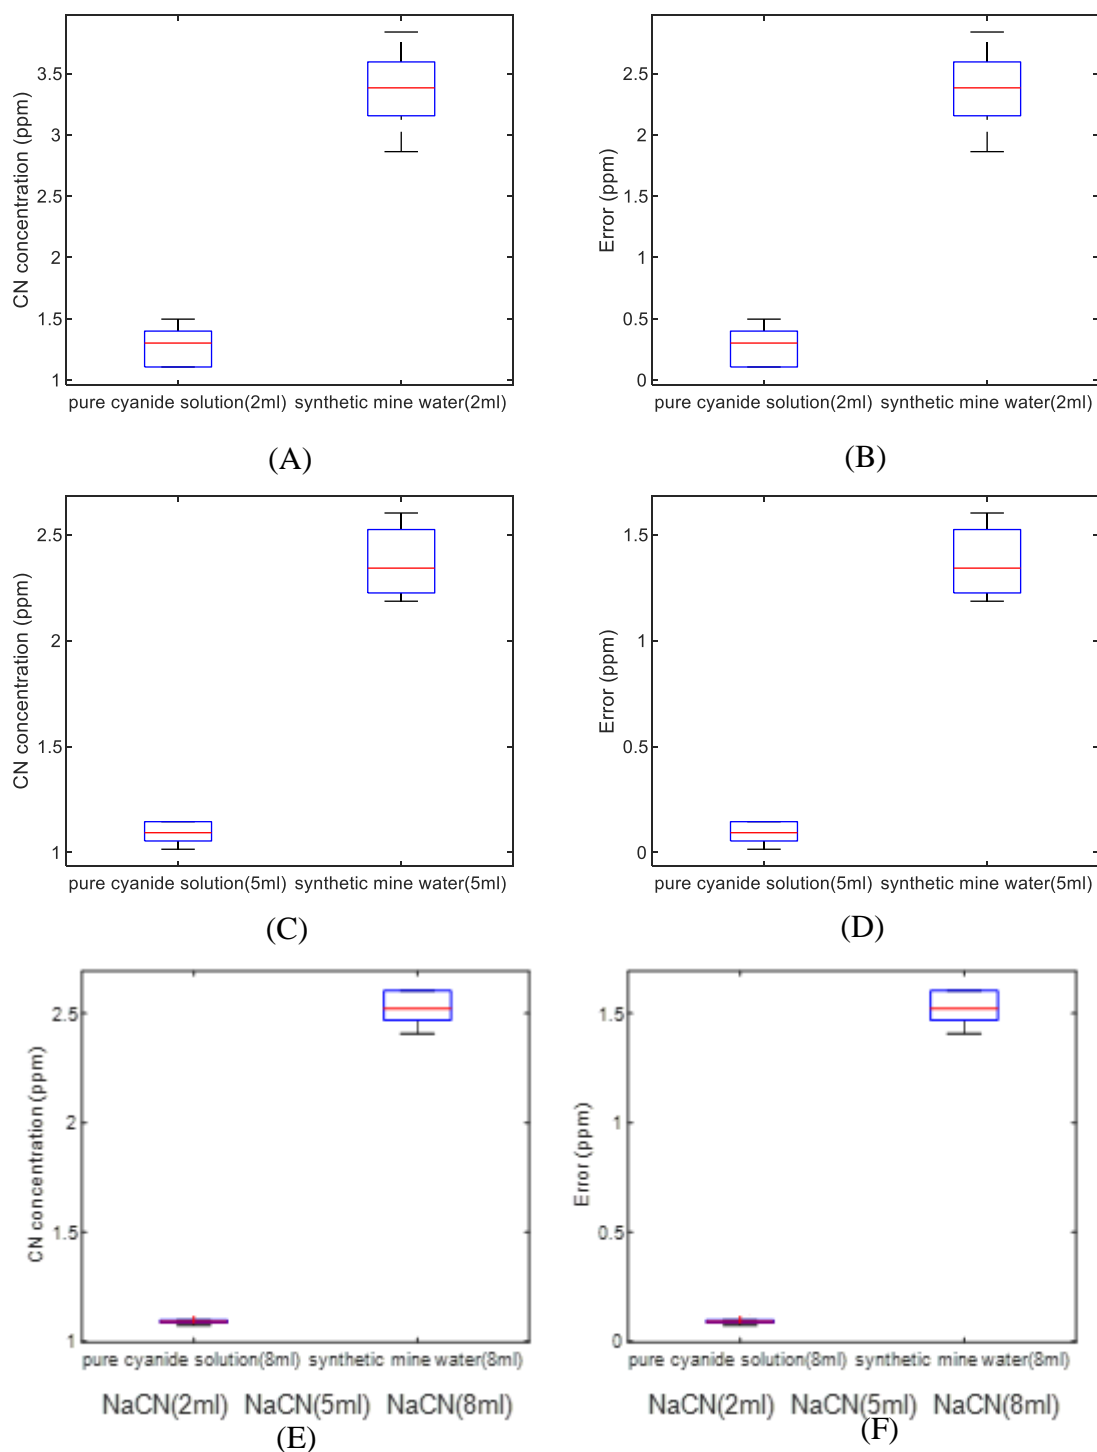 3.5
3
2.5
2
1.5
1
CN concentration (ppm)
pure cyanide solution(2ml) synthetic mine water(2ml)
(A)
2.5
2
1.5
1
0.5
0
Error (ppm)
pure cyanide solution(2ml) synthetic mine water(2ml)
(B)
2.5
2
1.5
1
CN concentration (ppm)
pure cyanide solution(5ml) synthetic mine water(5ml)
(C)
1.5
1
0.5
0
Error (ppm)
pure cyanide solution(5ml) synthetic mine water(5ml)
(D)
2.5
2
1.5
1
CN concentration (ppm)
pure cyanide solution(8ml) synthetic mine water(8ml)
NaCN(2ml) NaCN(5ml) NaCN(8ml)
(E)
1.5
1
0.5
0
Error (ppm)
pure cyanide solution(8ml) synthetic mine water(8ml)
NaCN(2ml) NaCN(5ml) NaCN(8ml)
(F)